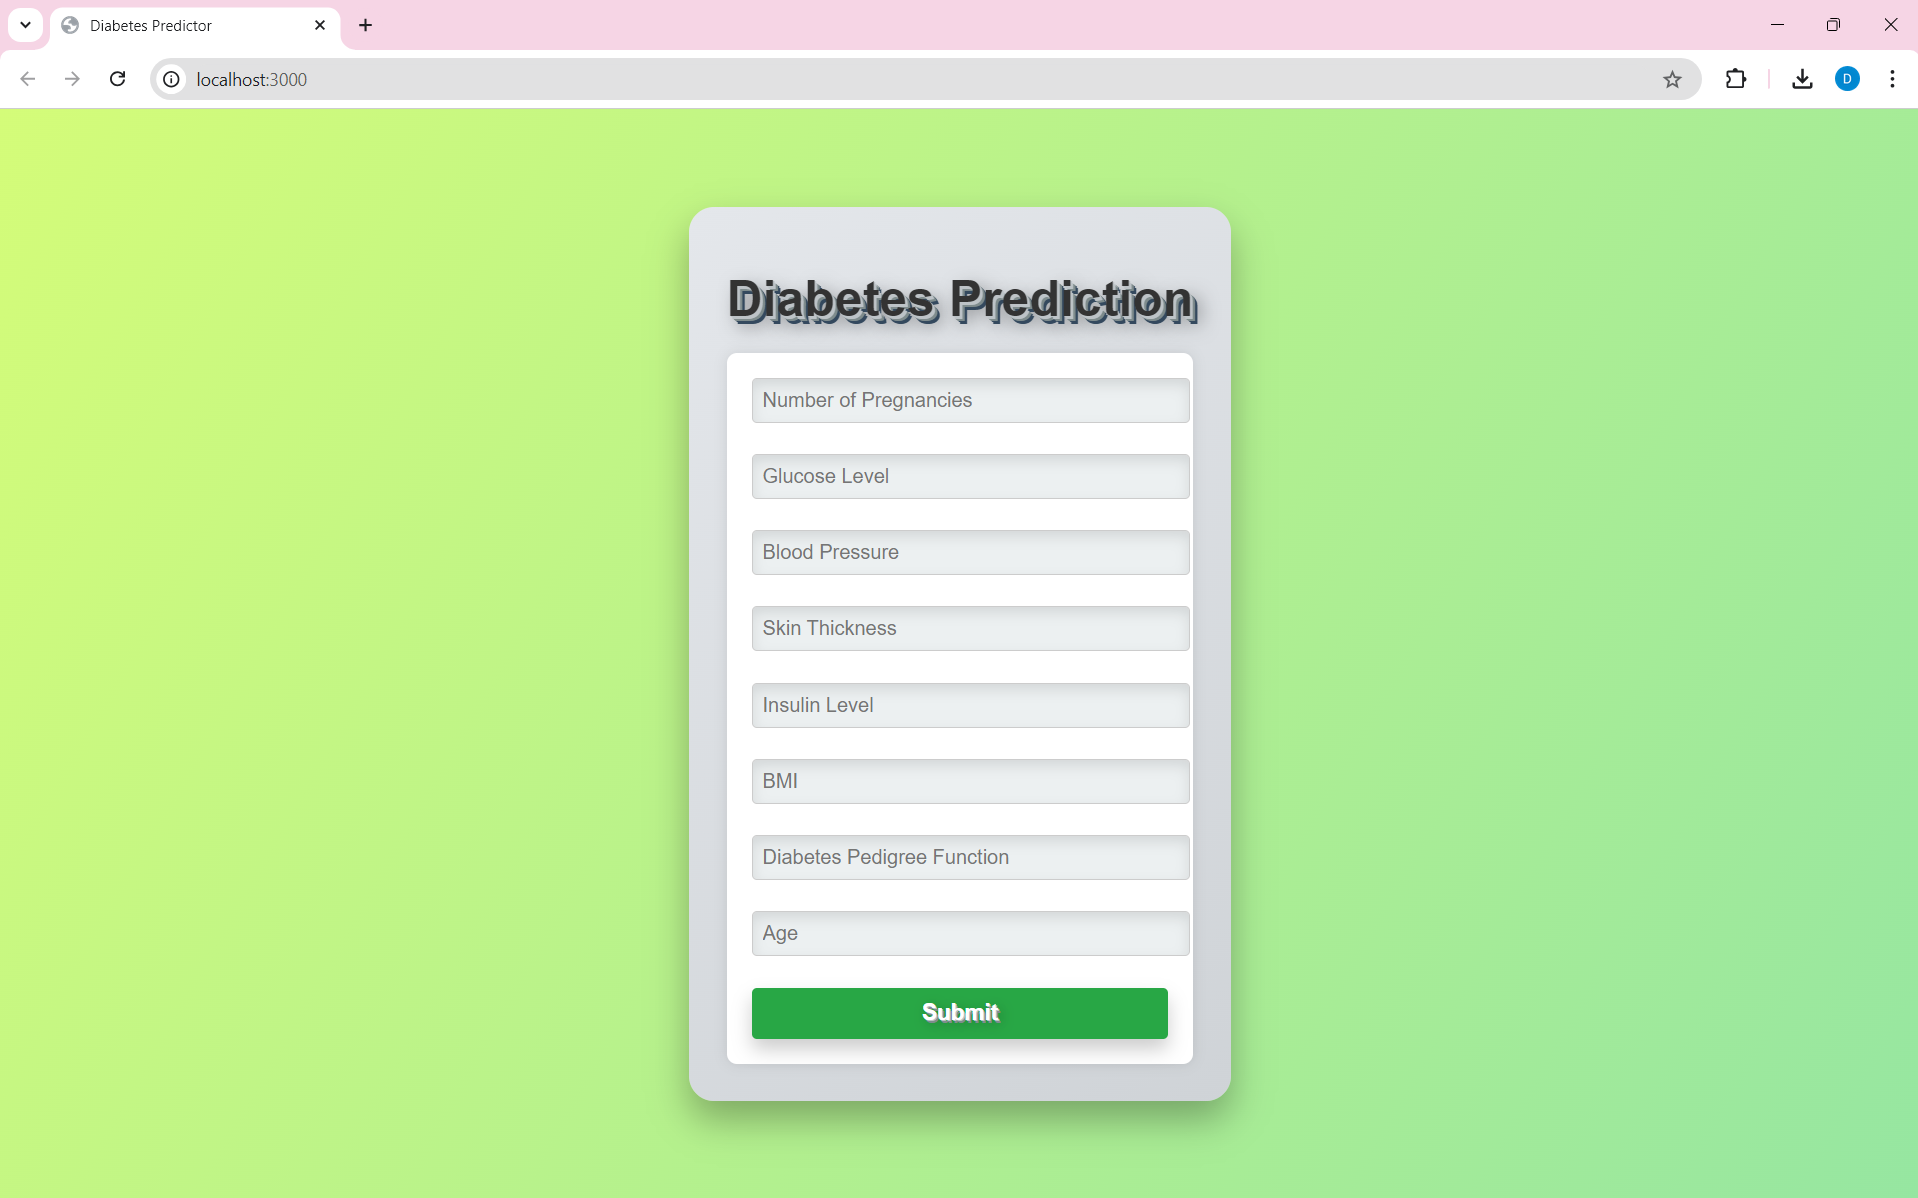 Diabetes Predictor
localhost:3000
D
Diabetes Prediction
Number of Pregnancies
Glucose Level
Blood Pressure
Skin Thickness
Insulin Level
BMI
Diabetes Pedigree Function
Age
Submit